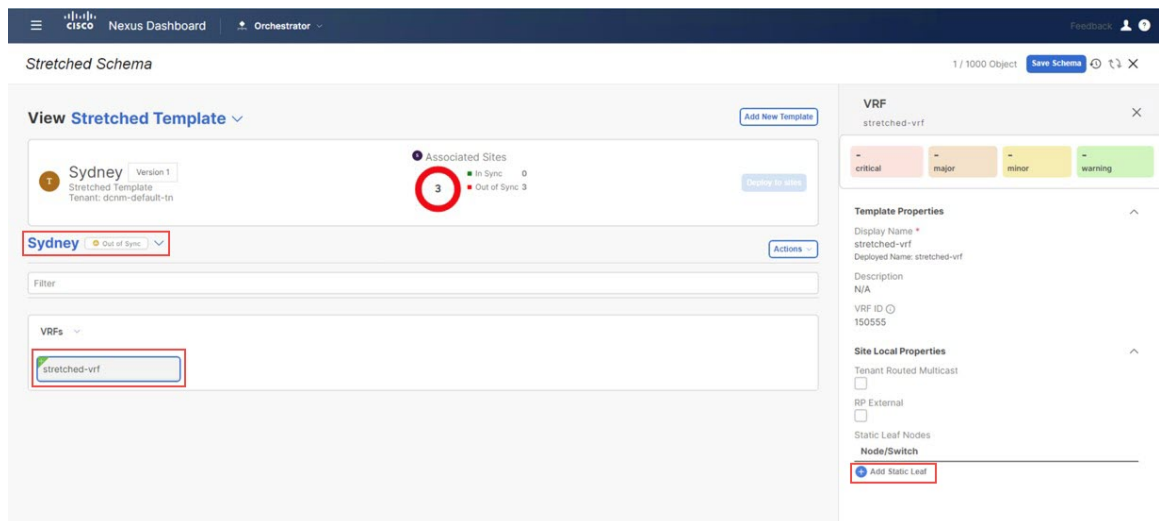 CISCO Nexus Dashboard Orchestrator Feedback
Stretched Schema 1 / 1000 Object Save Schema
View Stretched Template Add New Template
T Sydney Version 1
Stretched Template
Tenant: dcnm-default-tn
Associated Sites
3
In Sync 0
Out of Sync 3
Deploy to sites
Sydney Out of Sync
Actions
Filter
VRFs
stretched-vrf
VRF
stretched-vrf
- - - -
critical major minor warning
Template Properties
Display Name *
stretched-vrf
Deployed Name: stretched-vrf
Description
N/A
VRF ID
150555
Site Local Properties
Tenant Routed Multicast
RP External
Static Leaf Nodes
Node/Switch
Add Static Leaf